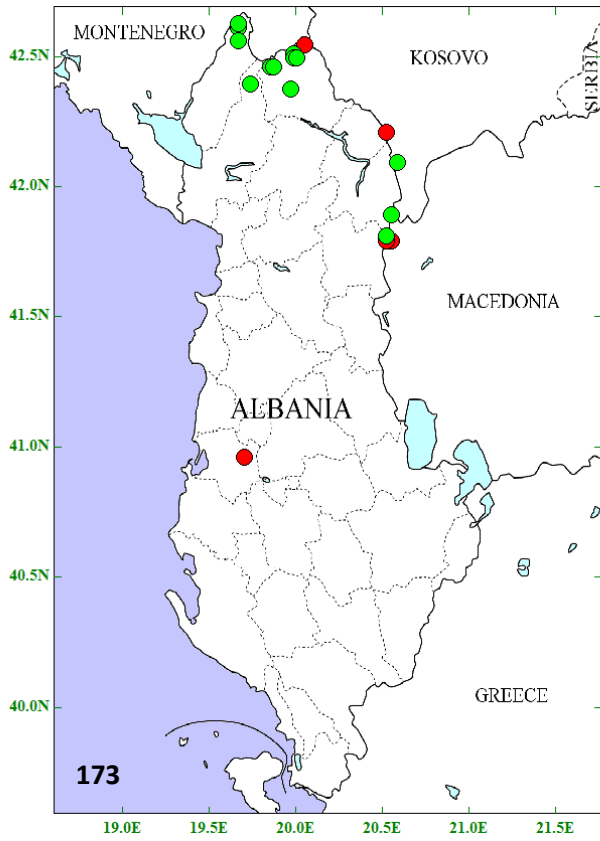 MONTENEGRO
42.5N
KOSOVO
SERBIA
42.0N
41.5N
MACEDONIA
ALBANIA
41.0N
40.5N
40.0N
GREECE
173
19.0E 19.5E 20.0E 20.5E 21.0E 21.5E